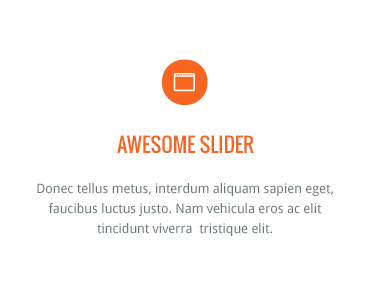 AWESOME SLIDER
Donec tellus metus, interdum aliquam sapien eget,
faucibus luctus justo. Nam vehicula eros ac elit
tincidunt viverra  tristique elit.